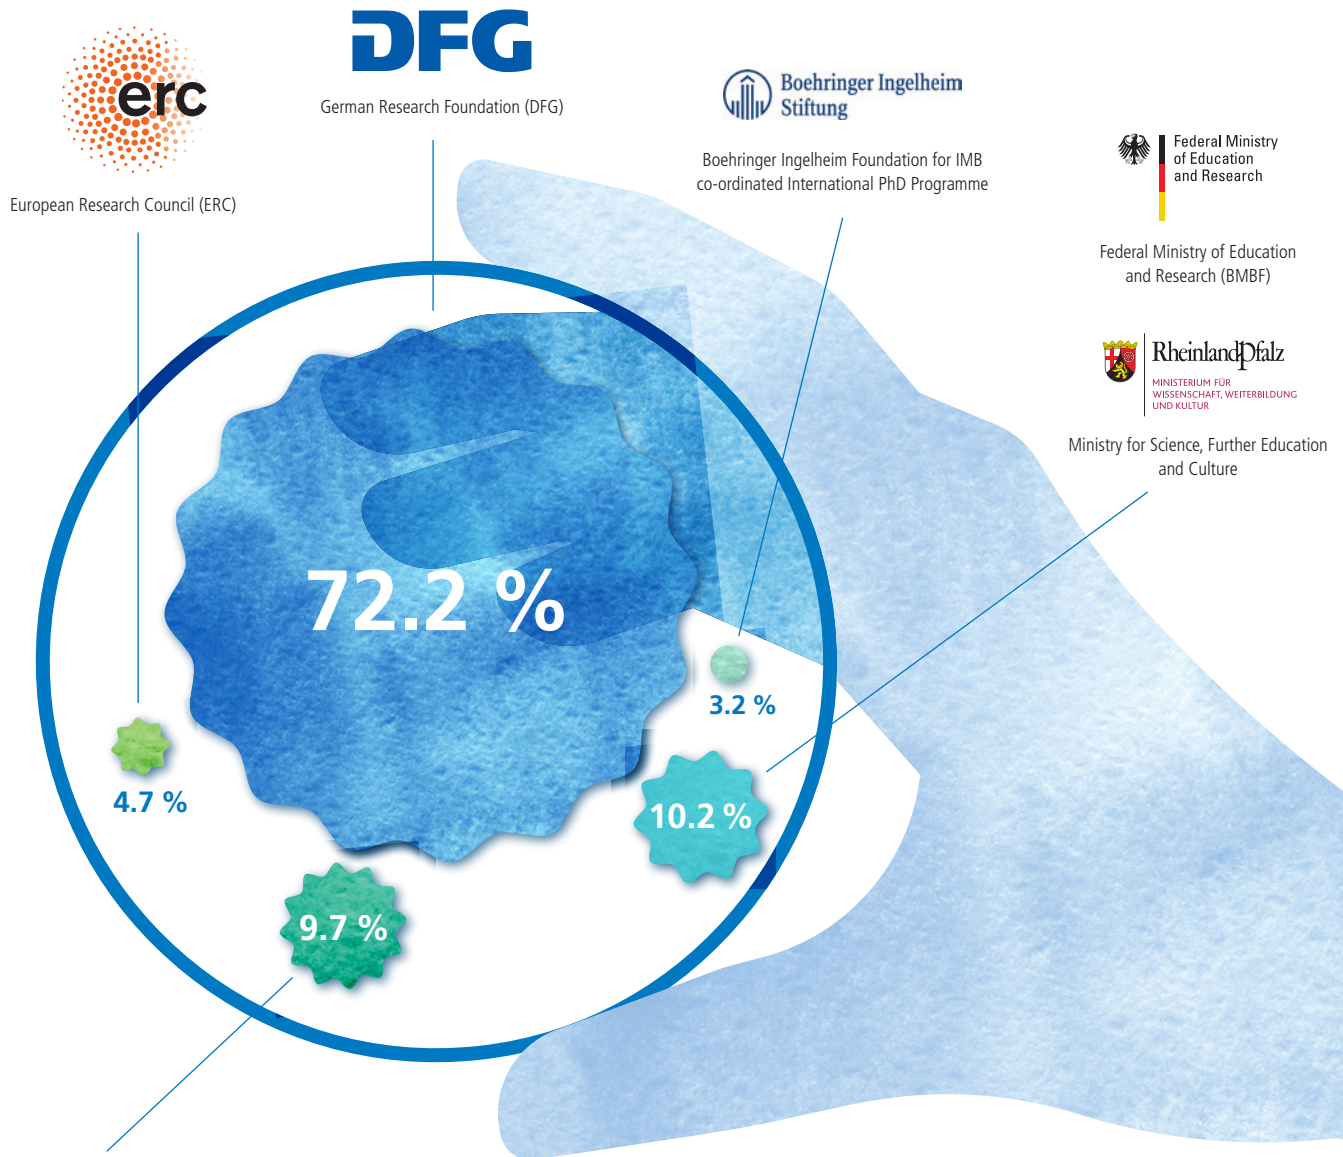 erc
European Research Council (ERC)
DFG
German Research Foundation (DFG)
Boehringer Ingelheim
Stiftung
Boehringer Ingelheim Foundation for IMB
co-ordinated International PhD Programme
Federal Ministry
of Education
and Research
Federal Ministry of Education
and Research (BMBF)
Rheinlandpfalz
MINISTERIUM FÜR
WISSENSCHAFT, WEITERBILDUNG
UND KULTUR
Ministry for Science, Further Education
and Culture
72.2 %
3.2 %
4.7 %
10.2 %
9.7 %